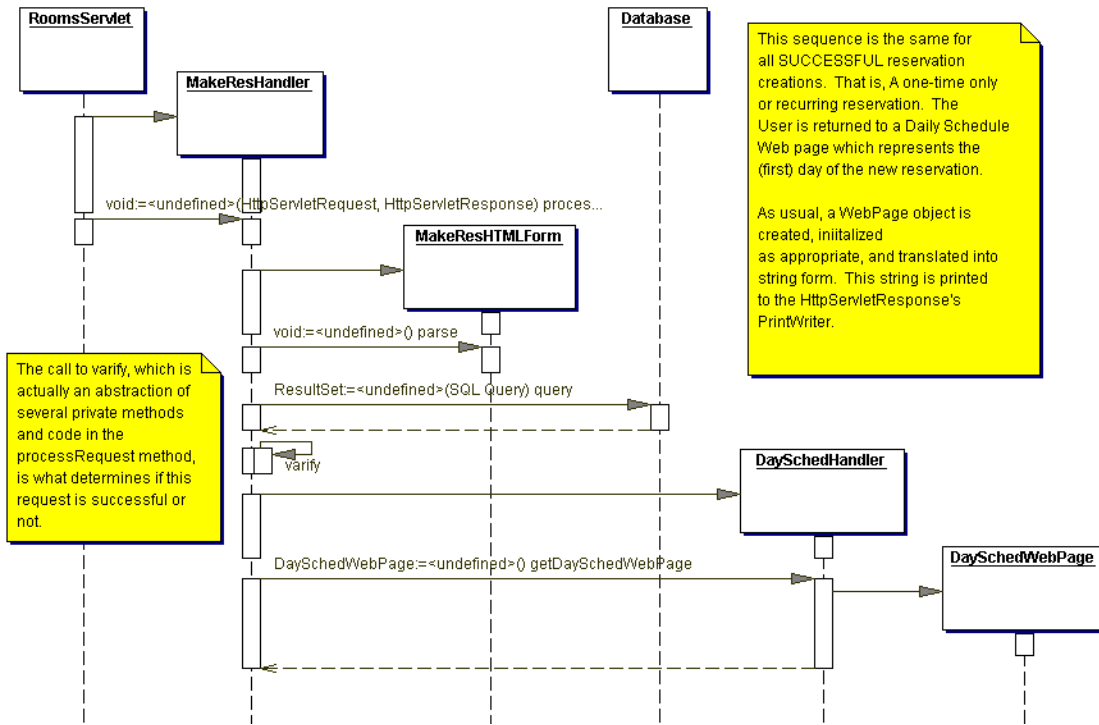 RoomsServlet
Database
MakeResHandler
This sequence is the same for
all SUCCESSFUL reservation
creations.  That is, A one-time only
or recurring reservation.  The
User is returned to a Daily Schedule
Web page which represents the
(first) day of the new reservation.
As usual, a WebPage object is
created, iniitalized
as appropriate, and translated into
string form.  This string is printed
to the HttpServletResponse's
PrintWriter.
void:=<undefined>(HttpServletRequest, HttpServletResponse) proces...
MakeResHTMLForm
void:=<undefined>() parse
The call to varify, which is
actually an abstraction of
several private methods
and code in the
processRequest method,
is what determines if this
request is successful or
not.
ResultSet:=<undefined>(SQL Query) query
varify
DaySchedHandler
DaySchedWebPage:=<undefined>() getDaySchedWebPage
DaySchedWebPage